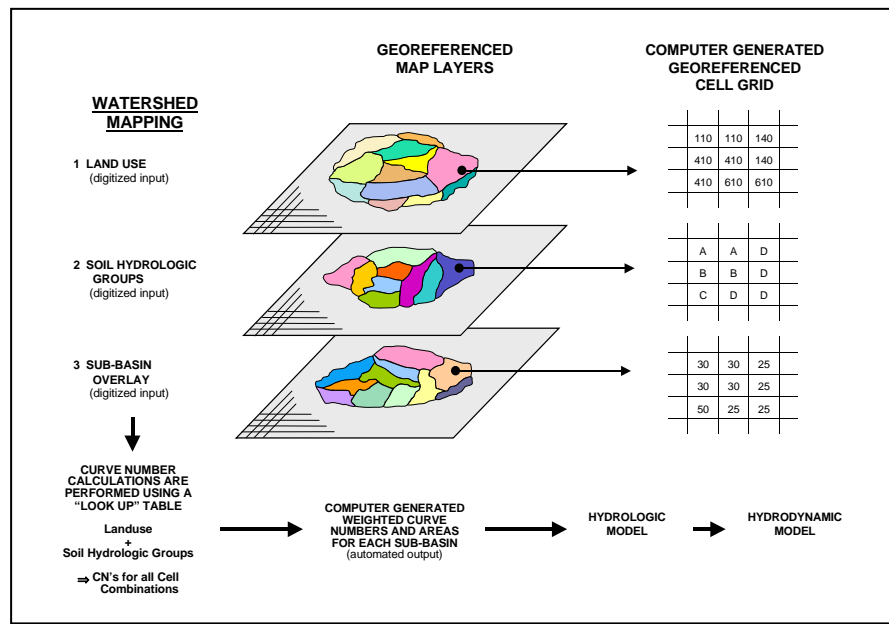 GEOREFERENCED
MAP LAYERS
COMPUTER GENERATED
GEOREFERENCED
CELL GRID
WATERSHED
MAPPING
1 LAND USE
(digitized input)
110 110 140
410 410 140
410 610 610
2 SOIL HYDROLOGIC
GROUPS
(digitized input)
A A D
B B D
C D D
3 SUB-BASIN
OVERLAY
(digitized input)
30 30 25
30 30 25
50 25 25
CURVE NUMBER
CALCULATIONS ARE
PERFORMED USING A
“LOOK UP” TABLE
Landuse
+
Soil Hydrologic Groups
⇒ CN's for all Cell
Combinations
COMPUTER GENERATED
WEIGHTED CURVE
NUMBERS AND AREAS
FOR EACH SUB-BASIN
(automated output)
HYDROLOGIC
MODEL
HYDRODYNAMIC
MODEL